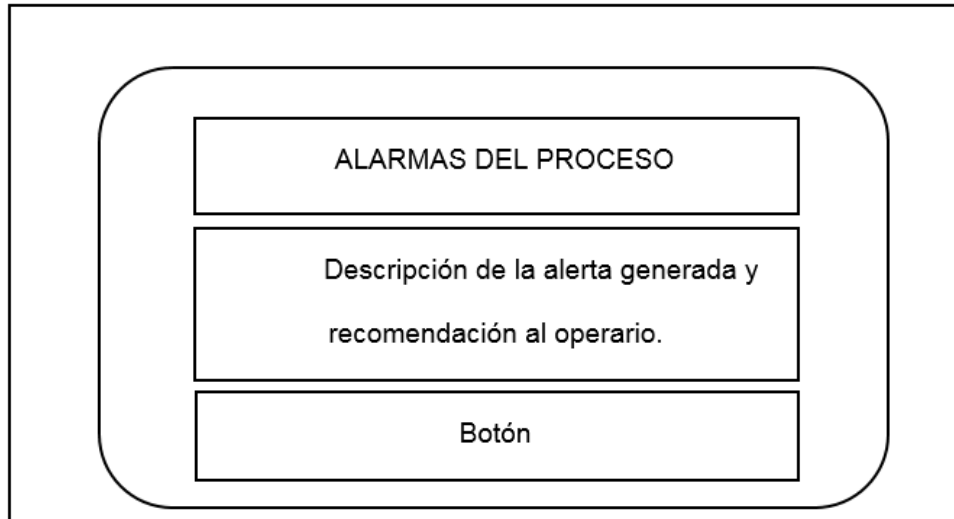 ALARMAS DEL PROCESO
Descripción de la alerta generada y
recomendación al operario.
Botón